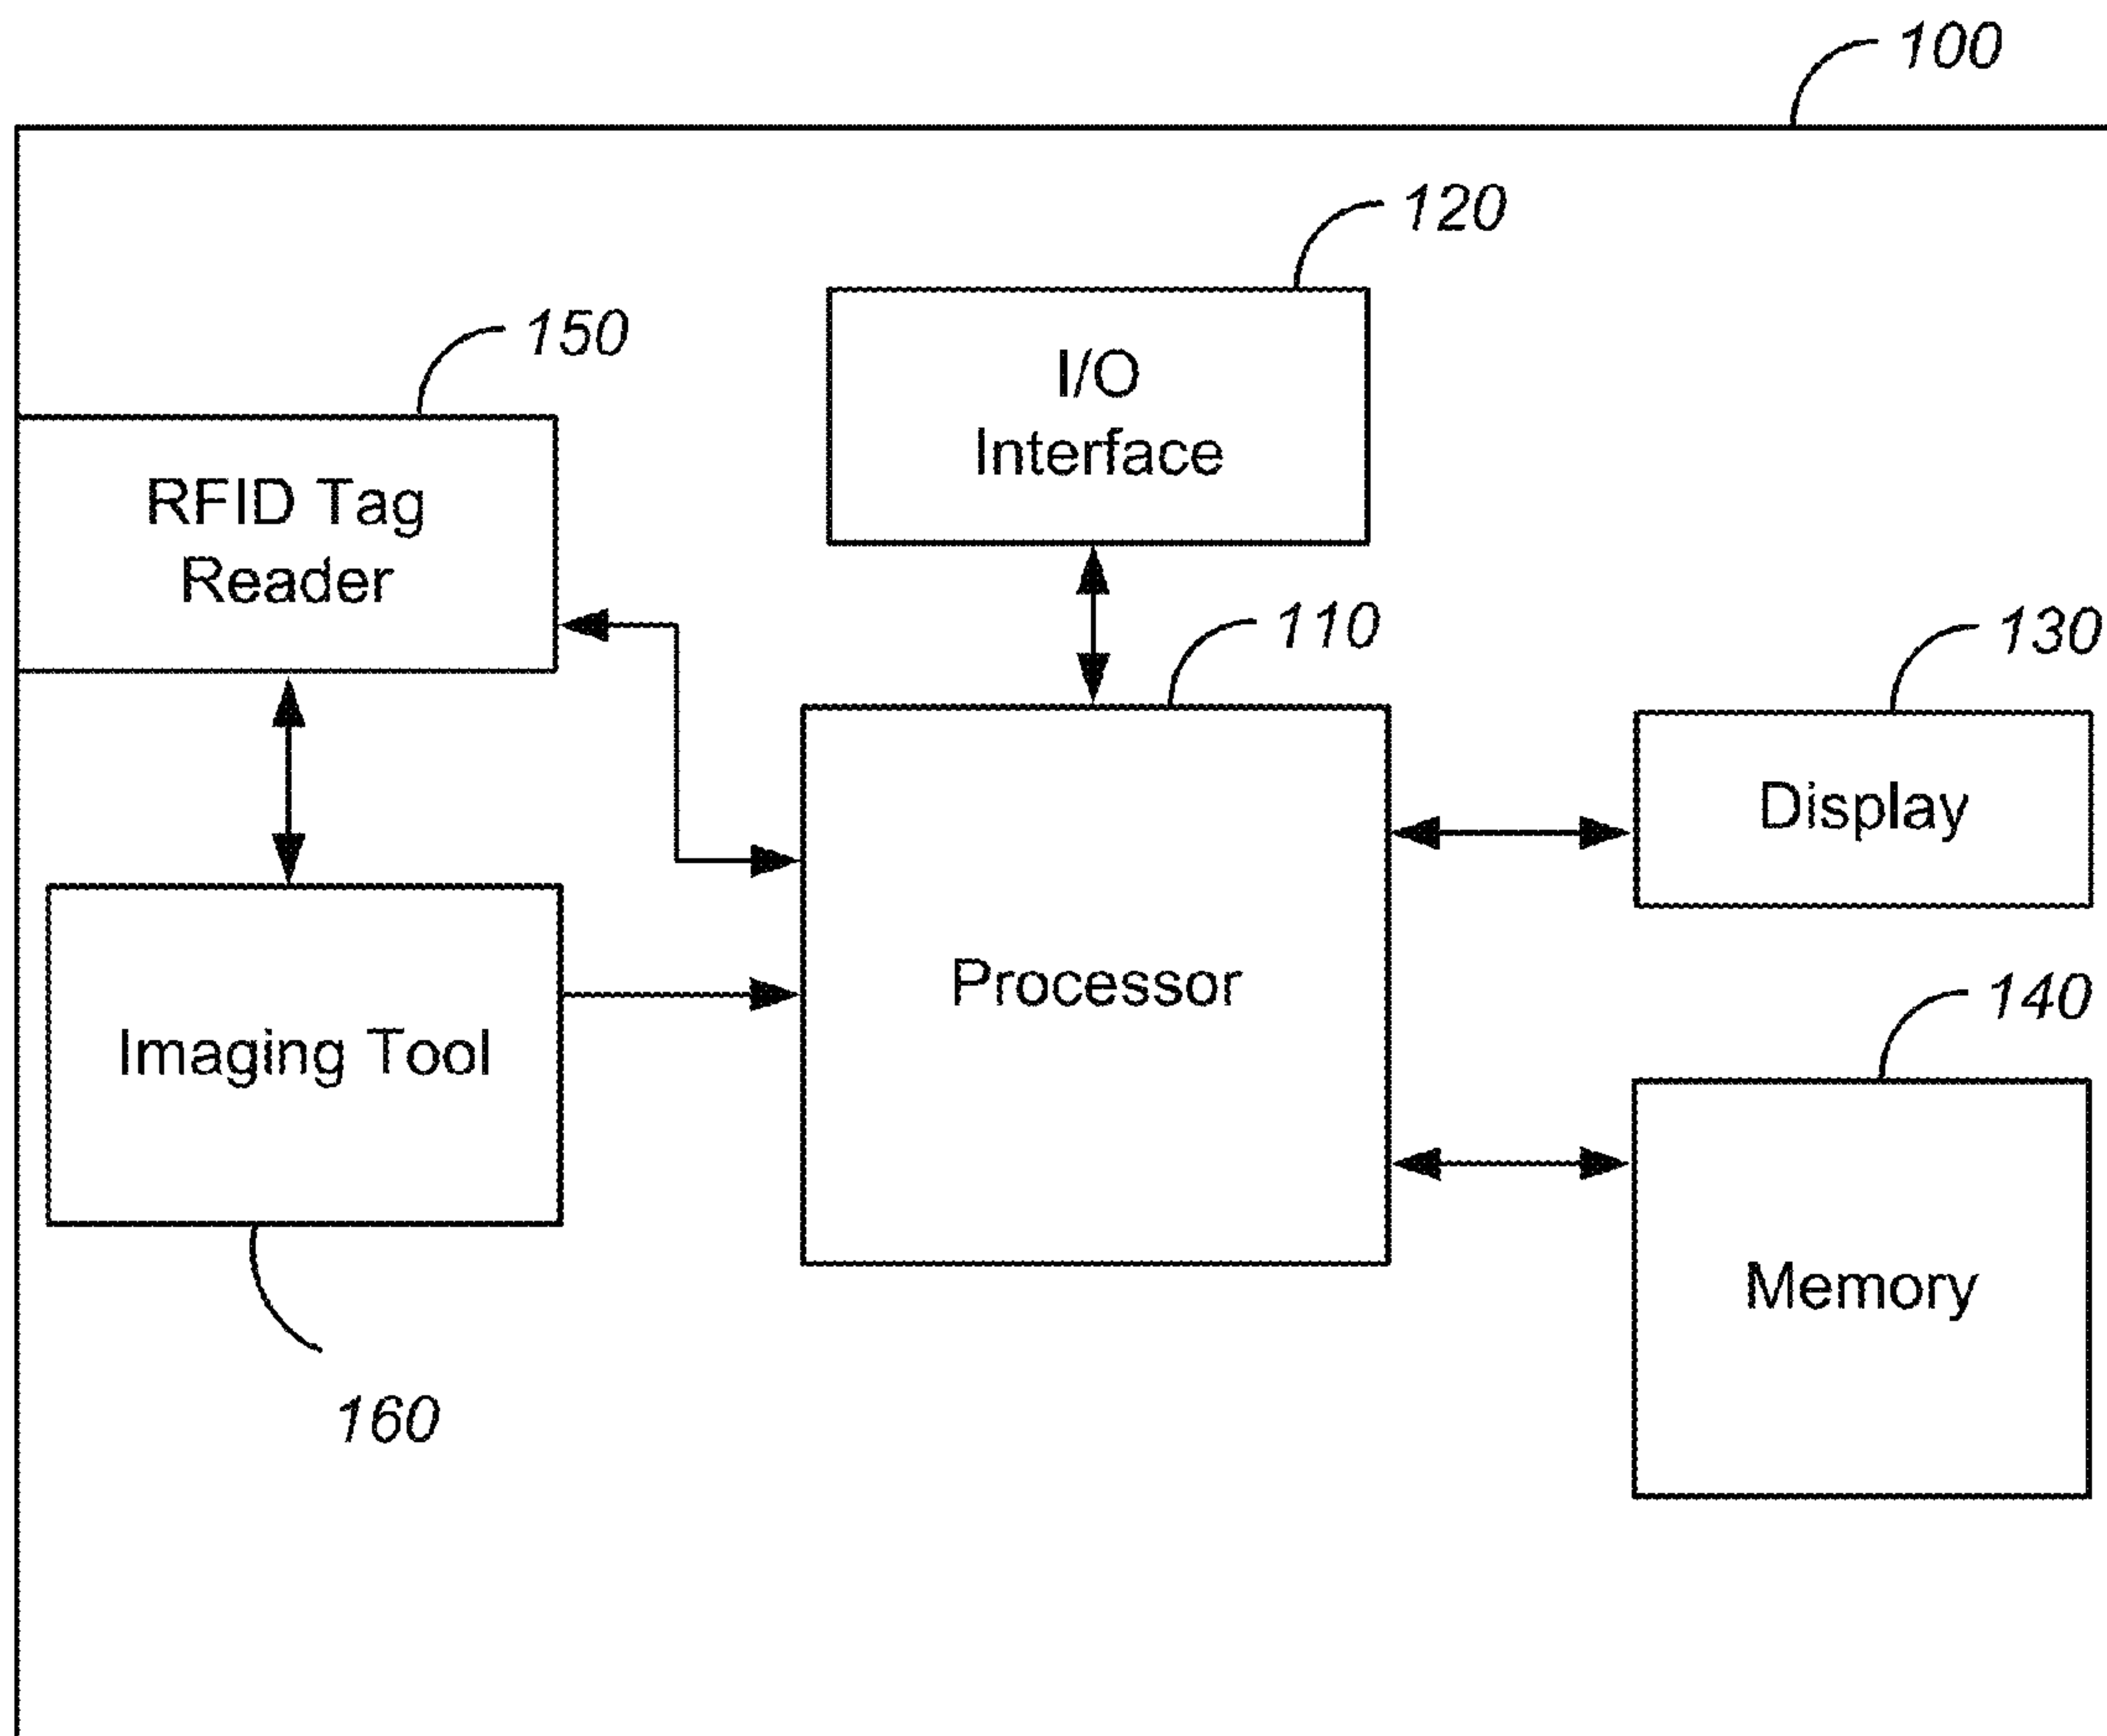 100
120
150
I/O
Interface
RFID Tag
Reader
110
130
Display
Processor
140
Imaging Tool
Memory
160